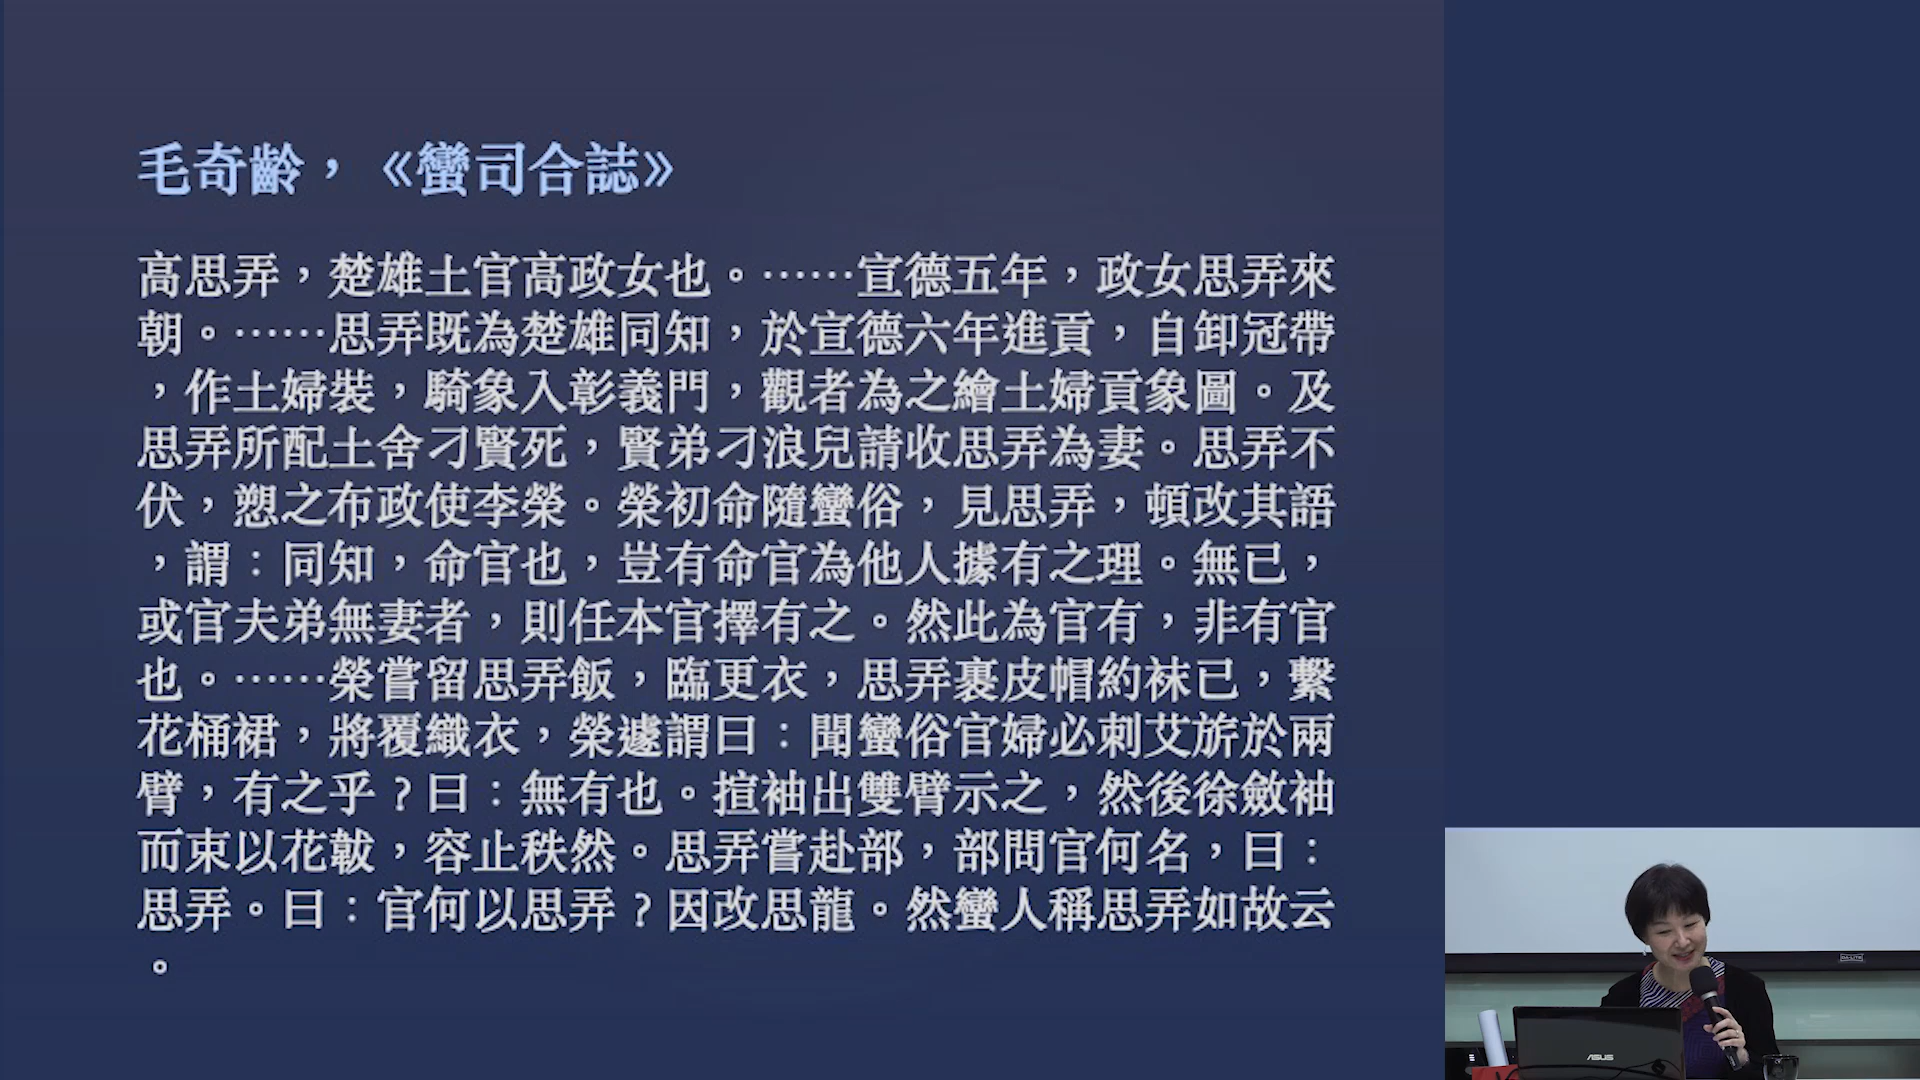 毛奇齡，《蠻司合誌》
高思弄，楚雄土官高政女也。……宣德五年，政女思弄來
朝。……思弄既為楚雄同知，於宣德六年進貢，自卸冠帶
，作土婦裝，騎象入彰義門，觀者為之繪土婦貢象圖。及
思弄所配土舍刁賢死，賢弟刁浪兒請收思弄為妻。思弄不
伏，愬之布政使李榮。榮初命隨蠻俗，見思弄，頓改其語
，謂：同知，命官也，豈有命官為他人據有之理。無已，
或官夫弟無妻者，則任本官擇有之。然此為官有，非有官
也。……榮嘗留思弄飯，臨更衣，思弄裹皮帽約袜已，繫
花桶裙，將覆織衣，榮遽謂曰：聞蠻俗官婦必刺艾旂於兩
臂，有之乎？曰：無有也。揎袖出雙臂示之，然後徐斂袖
而束以花韍，容止秩然。思弄嘗赴部，部問官何名，曰：
思弄。曰：官何以思弄？因改思龍。然蠻人稱思弄如故云
。
DA-LITE
ASUS